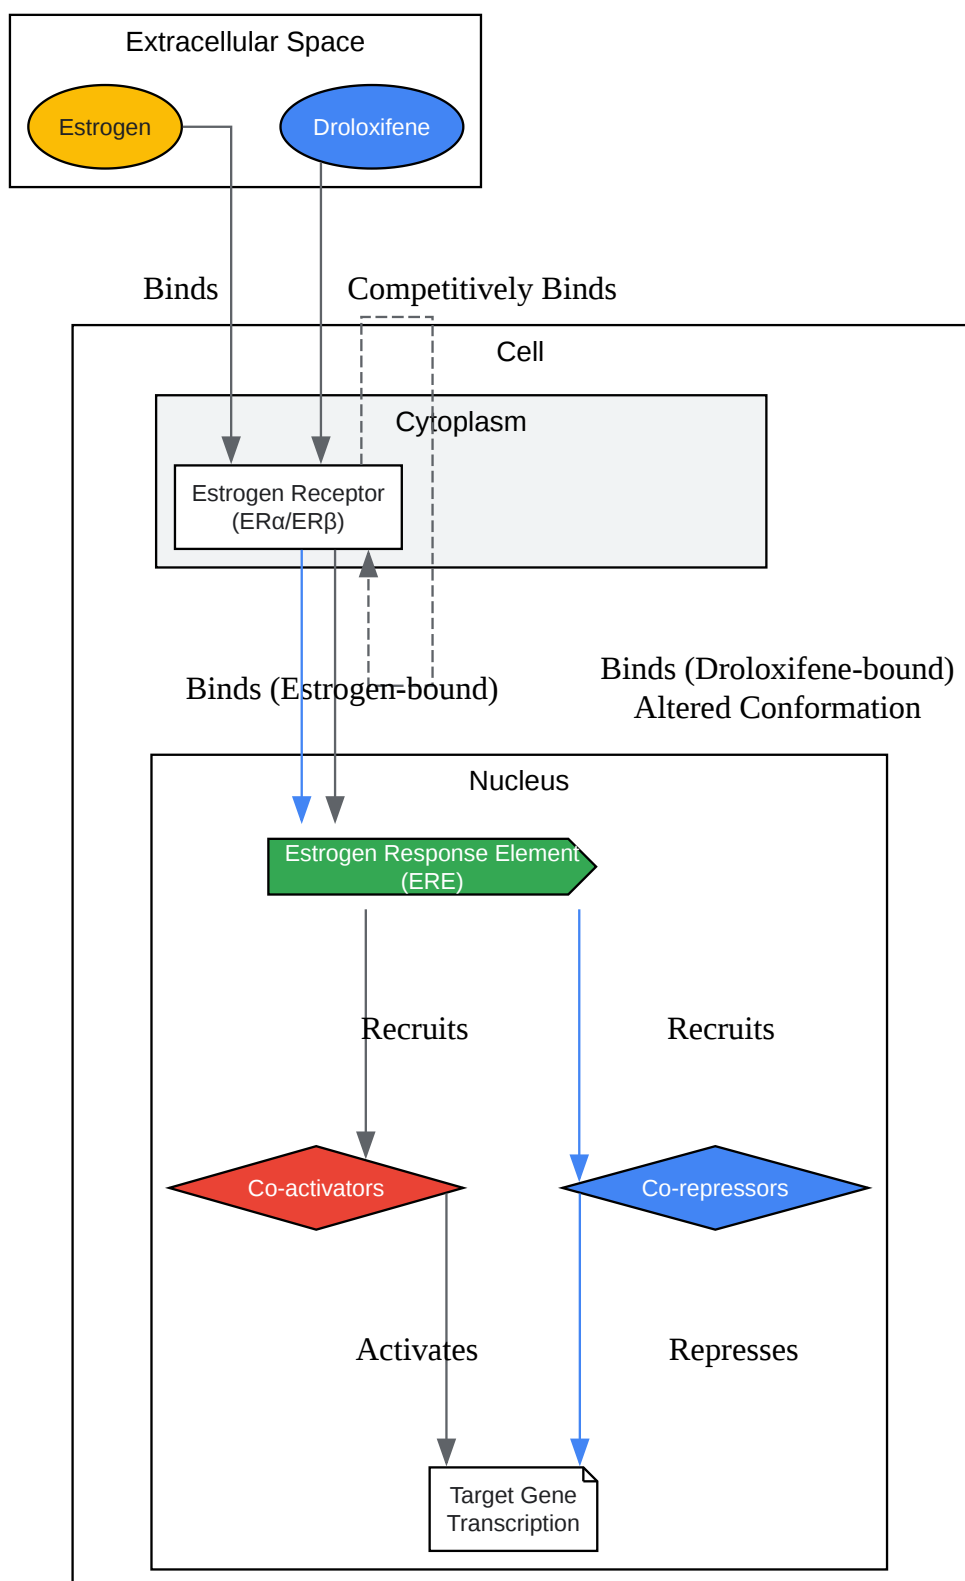 Extracellular Space
Estrogen
Droloxifene
Binds
Competitively Binds
Cell
Cytoplasm
Estrogen Receptor
(ERα/ERβ)
Binds (Estrogen-bound)
Binds (Droloxifene-bound)
Altered Conformation
Nucleus
Estrogen Response Element
(ERE)
Recruits
Recruits
Co-activators
Co-repressors
Activates
Represses
Target Gene
Transcription